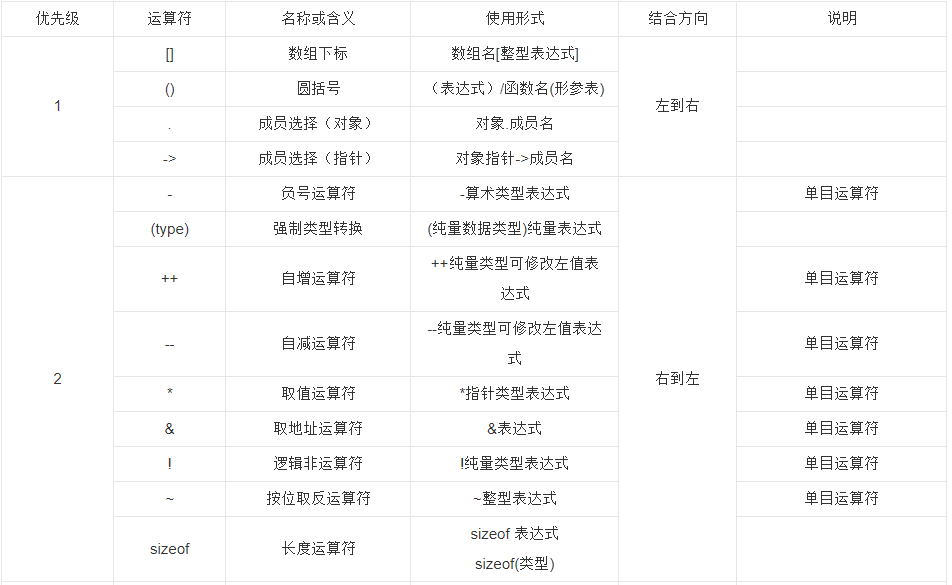 优先级 运算符 名称或含义 使用形式 结合方向 说明
[] 数组下标 数组名[整型表达式]
() 圆括号 （表达式）/函数名(形参表)
1 左到右
. 成员选择（对象） 对象.成员名
-> 成员选择（指针） 对象指针->成员名
- 负号运算符 -算术类型表达式 单目运算符
(type) 强制类型转换 (纯量数据类型)纯量表达式
++ 自增运算符 ++纯量类型可修改左值表 单目运算符
达式
-- 自减运算符 --纯量类型可修改左值表达 单目运算符
式
2 右到左
* 取值运算符 *指针类型表达式 单目运算符
& 取地址运算符 &表达式 单目运算符
! 逻辑非运算符 !纯量类型表达式 单目运算符
~ 按位取反运算符 ~整型表达式 单目运算符
sizeof 长度运算符 sizeof 表达式
sizeof(类型)